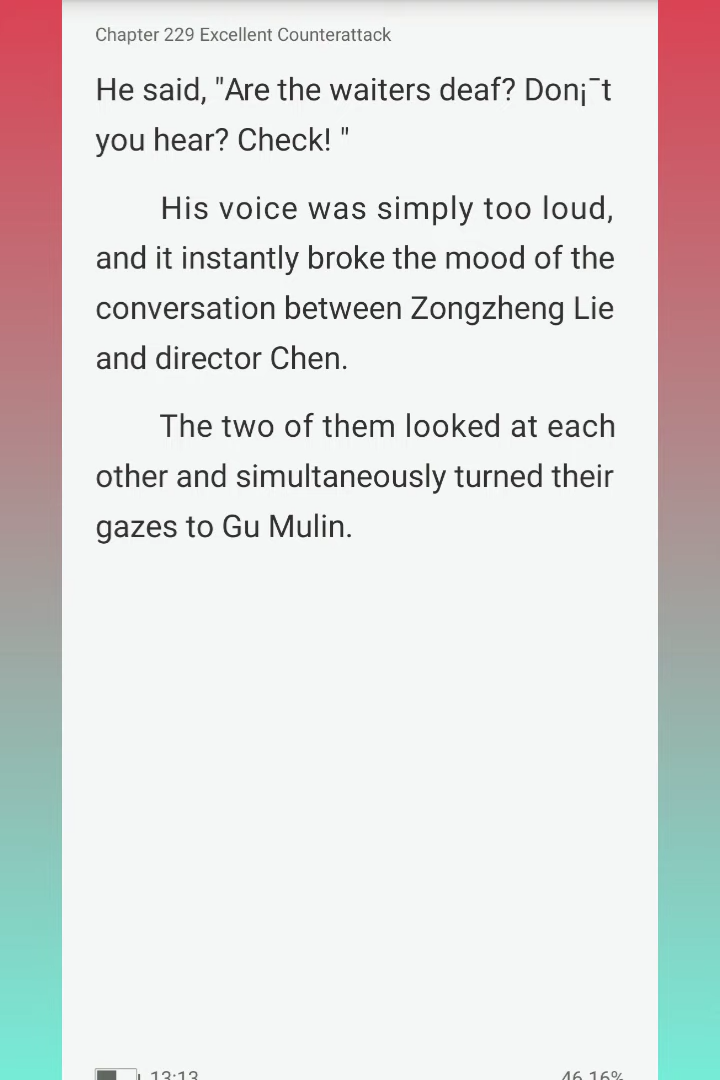 Chapter 229 Excellent Counterattack
He said, "Are the waiters deaf? Don¡¯t
you hear? Check! "
His voice was simply too loud,
and it instantly broke the mood of the
conversation between Zongzheng Lie
and director Chen.
The two of them looked at each
other and simultaneously turned their
gazes to Gu Mulin.
13:13
46.16%